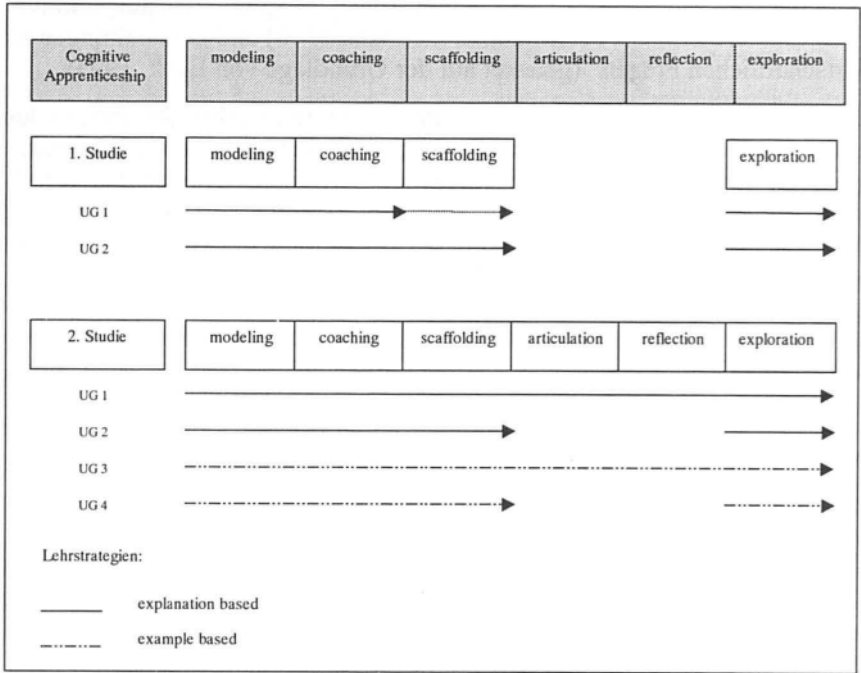 Cognitive Apprenticeship modeling coaching scaffolding articulation reflection exploration
1. Studie modeling coaching scaffolding exploration
UG 1
UG 2
2. Studie modeling coaching scaffolding articulation reflection exploration
UG 1
UG 2
UG 3
UG 4
Lehrstrategien:
explanation based
example based